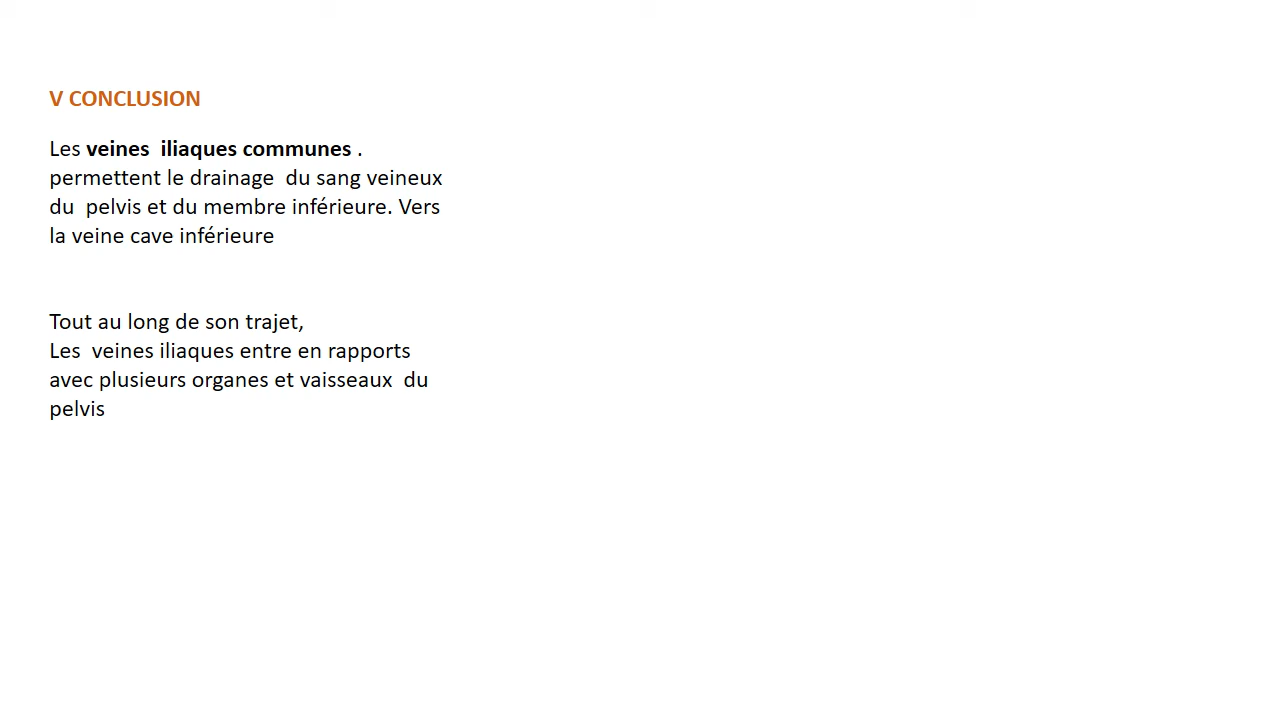 V CONCLUSION
Les veines  iliaques communes .
permettent le drainage  du sang veineux
du  pelvis et du membre inférieure. Vers
la veine cave inférieure
Tout au long de son trajet,
Les  veines iliaques entre en rapports
avec plusieurs organes et vaisseaux  du
pelvis